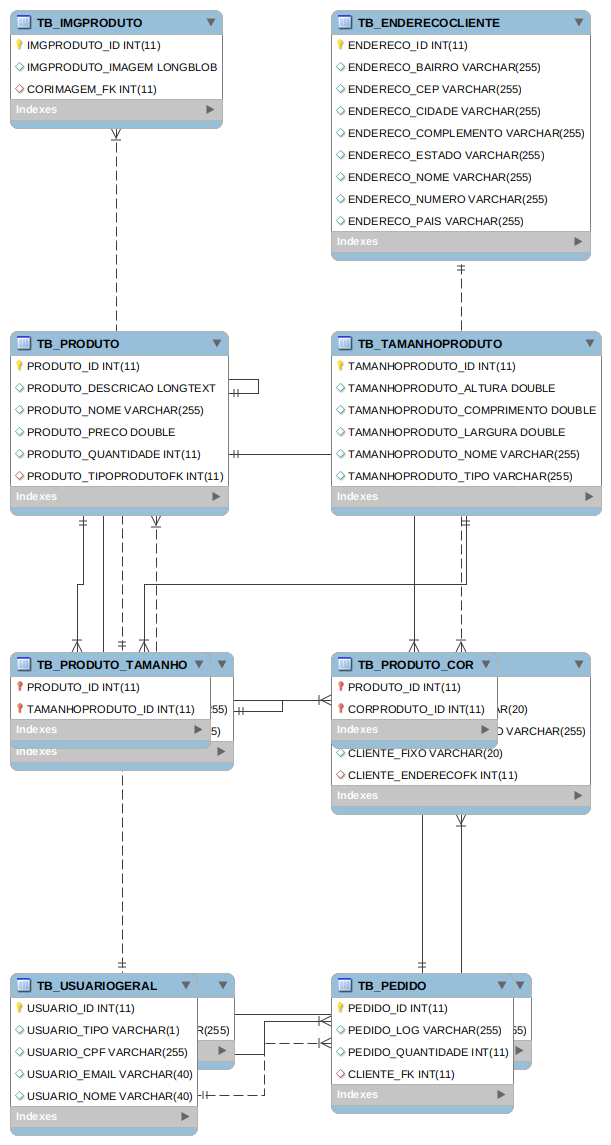 TB_IMGPRODUTO
IMGPRODUTO_ID INT(11)
IMGPRODUTO_IMAGEM LONGBLOB
CORIMAGEM_FK INT(11)
Indexes
TB_ENDERECOCLIENTE
ENDERECO_ID INT(11)
ENDERECO_BAIRRO VARCHAR(255)
ENDERECO_CEP VARCHAR(255)
ENDERECO_CIDADE VARCHAR(255)
ENDERECO_COMPLEMENTO VARCHAR(255)
ENDERECO_ESTADO VARCHAR(255)
ENDERECO_NOME VARCHAR(255)
ENDERECO_NUMERO VARCHAR(255)
ENDERECO_PAIS VARCHAR(255)
Indexes
TB_PRODUTO
PRODUTO_ID INT(11)
PRODUTO_DESCRICAO LONGTEXT
PRODUTO_NOME VARCHAR(255)
PRODUTO_PRECO DOUBLE
PRODUTO_QUANTIDADE INT(11)
PRODUTO_TIPOPRODUTOFK INT(11)
Indexes
TB_TAMANHOPRODUTO
TAMANHOPRODUTO_ID INT(11)
TAMANHOPRODUTO_ALTURA DOUBLE
TAMANHOPRODUTO_COMPRIMENTO DOUBLE
TAMANHOPRODUTO_LARGURA DOUBLE
TAMANHOPRODUTO_NOME VARCHAR(255)
TAMANHOPRODUTO_TIPO VARCHAR(255)
Indexes
TB_PRODUTO_TAMANHO
PRODUTO_ID INT(11)
TAMANHOPRODUTO_ID INT(11)
255)
Indexes
5)
Indexes
TB_PRODUTO_COR
PRODUTO_ID INT(11)
CORPRODUTO_ID INT(11)
AR(20)
Indexes
O VARCHAR(255)
CLIENTE_FIXO VARCHAR(20)
CLIENTE_ENDERECOFK INT(11)
Indexes
TB_USUARIOGERAL
USUARIO_ID INT(11)
USUARIO_TIPO VARCHAR(1)
R(255)
USUARIO_CPF VARCHAR(255)
USUARIO_EMAIL VARCHAR(40)
USUARIO_NOME VARCHAR(40)
Indexes
TB_PEDIDO
PEDIDO_ID INT(11)
PEDIDO_LOG VARCHAR(255)
55)
PEDIDO_QUANTIDADE INT(11)
CLIENTE_FK INT(11)
Indexes